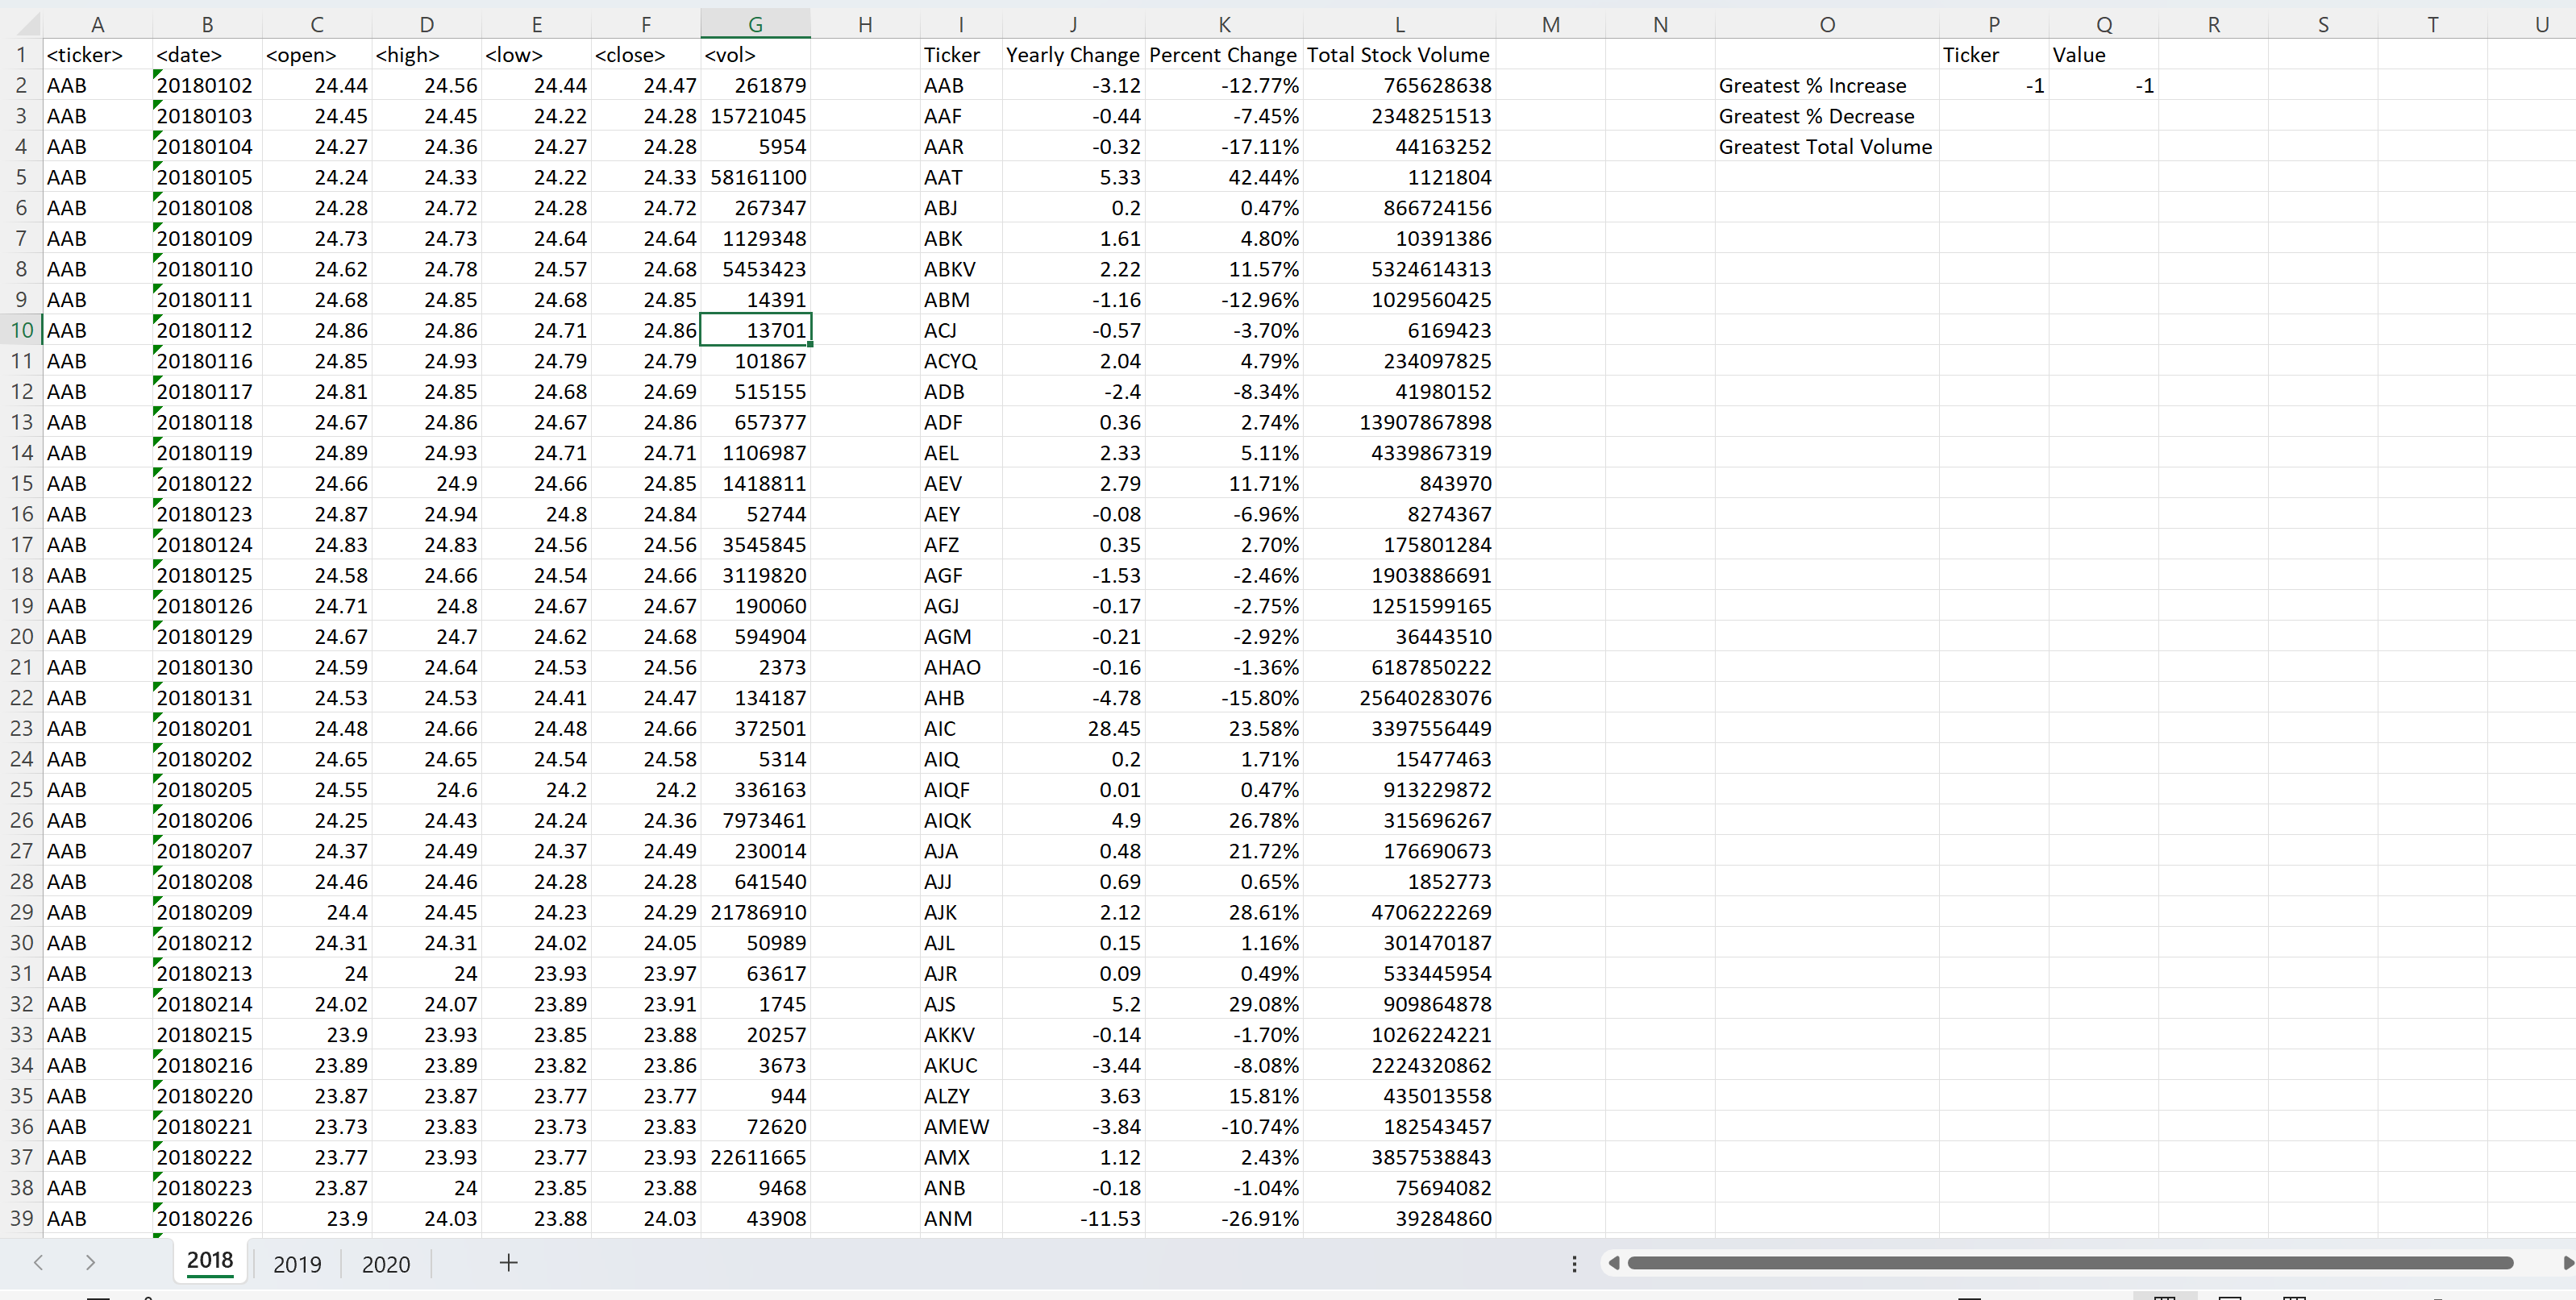 A B C D E F G H I J K L M N O P Q R S T U
1 <ticker> <date> <open> <high> <low> <close> <vol> Ticker Yearly Change Percent Change Total Stock Volume Ticker Value
2 AAB 20180102 24.44 24.56 24.44 24.47 261879 AAB -3.12 -12.77% 765628638 Greatest % Increase -1 -1
3 AAB 20180103 24.45 24.45 24.22 24.28 15721045 AAF -0.44 -7.45% 2348251513 Greatest % Decrease
4 AAB 20180104 24.27 24.36 24.27 24.28 5954 AAR -0.32 -17.11% 44163252 Greatest Total Volume
5 AAB 20180105 24.24 24.33 24.22 24.33 58161100 AAT 5.33 42.44% 1121804
6 AAB 20180108 24.28 24.72 24.28 24.72 267347 ABJ 0.2 0.47% 866724156
7 AAB 20180109 24.73 24.73 24.64 24.64 1129348 ABK 1.61 4.80% 10391386
8 AAB 20180110 24.62 24.78 24.57 24.68 5453423 ABKV 2.22 11.57% 5324614313
9 AAB 20180111 24.68 24.85 24.68 24.85 14391 ABM -1.16 -12.96% 1029560425
10 AAB 20180112 24.86 24.86 24.71 24.86 13701 ACJ -0.57 -3.70% 6169423
11 AAB 20180116 24.85 24.93 24.79 24.79 101867 ACYQ 2.04 4.79% 234097825
12 AAB 20180117 24.81 24.85 24.68 24.69 515155 ADB -2.4 -8.34% 41980152
13 AAB 20180118 24.67 24.86 24.67 24.86 657377 ADF 0.36 2.74% 13907867898
14 AAB 20180119 24.89 24.93 24.71 24.71 1106987 AEL 2.33 5.11% 4339867319
15 AAB 20180122 24.66 24.9 24.66 24.85 1418811 AEV 2.79 11.71% 843970
16 AAB 20180123 24.87 24.94 24.8 24.84 52744 AEY -0.08 -6.96% 8274367
17 AAB 20180124 24.83 24.83 24.56 24.56 3545845 AFZ 0.35 2.70% 175801284
18 AAB 20180125 24.58 24.66 24.54 24.66 3119820 AGF -1.53 -2.46% 1903886691
19 AAB 20180126 24.71 24.8 24.67 24.67 190060 AGJ -0.17 -2.75% 1251599165
20 AAB 20180129 24.67 24.7 24.62 24.68 594904 AGM -0.21 -2.92% 36443510
21 AAB 20180130 24.59 24.64 24.53 24.56 2373 AHAO -0.16 -1.36% 6187850222
22 AAB 20180131 24.53 24.53 24.41 24.47 134187 AHB -4.78 -15.80% 25640283076
23 AAB 20180201 24.48 24.66 24.48 24.66 372501 AIC 28.45 23.58% 3397556449
24 AAB 20180202 24.65 24.65 24.54 24.58 5314 AIQ 0.2 1.71% 15477463
25 AAB 20180205 24.55 24.6 24.2 24.2 336163 AIQF 0.01 0.47% 913229872
26 AAB 20180206 24.25 24.43 24.24 24.36 7973461 AIQK 4.9 26.78% 315696267
27 AAB 20180207 24.37 24.49 24.37 24.49 230014 AJA 0.48 21.72% 176690673
28 AAB 20180208 24.46 24.46 24.28 24.28 641540 AJJ 0.69 0.65% 1852773
29 AAB 20180209 24.4 24.45 24.23 24.29 21786910 AJK 2.12 28.61% 4706222269
30 AAB 20180212 24.31 24.31 24.02 24.05 50989 AJL 0.15 1.16% 301470187
31 AAB 20180213 24 24 23.93 23.97 63617 AJR 0.09 0.49% 533445954
32 AAB 20180214 24.02 24.07 23.89 23.91 1745 AJS 5.2 29.08% 909864878
33 AAB 20180215 23.9 23.93 23.85 23.88 20257 AKKV -0.14 -1.70% 1026224221
34 AAB 20180216 23.89 23.89 23.82 23.86 3673 AKUC -3.44 -8.08% 2224320862
35 AAB 20180220 23.87 23.87 23.77 23.77 944 ALZY 3.63 15.81% 435013558
36 AAB 20180221 23.73 23.83 23.73 23.83 72620 AMEW -3.84 -10.74% 182543457
37 AAB 20180222 23.77 23.93 23.77 23.93 22611665 AMX 1.12 2.43% 3857538843
38 AAB 20180223 23.87 24 23.85 23.88 9468 ANB -0.18 -1.04% 75694082
39 AAB 20180226 23.9 24.03 23.88 24.03 43908 ANM -11.53 -26.91% 39284860
2018 2019 2020 +